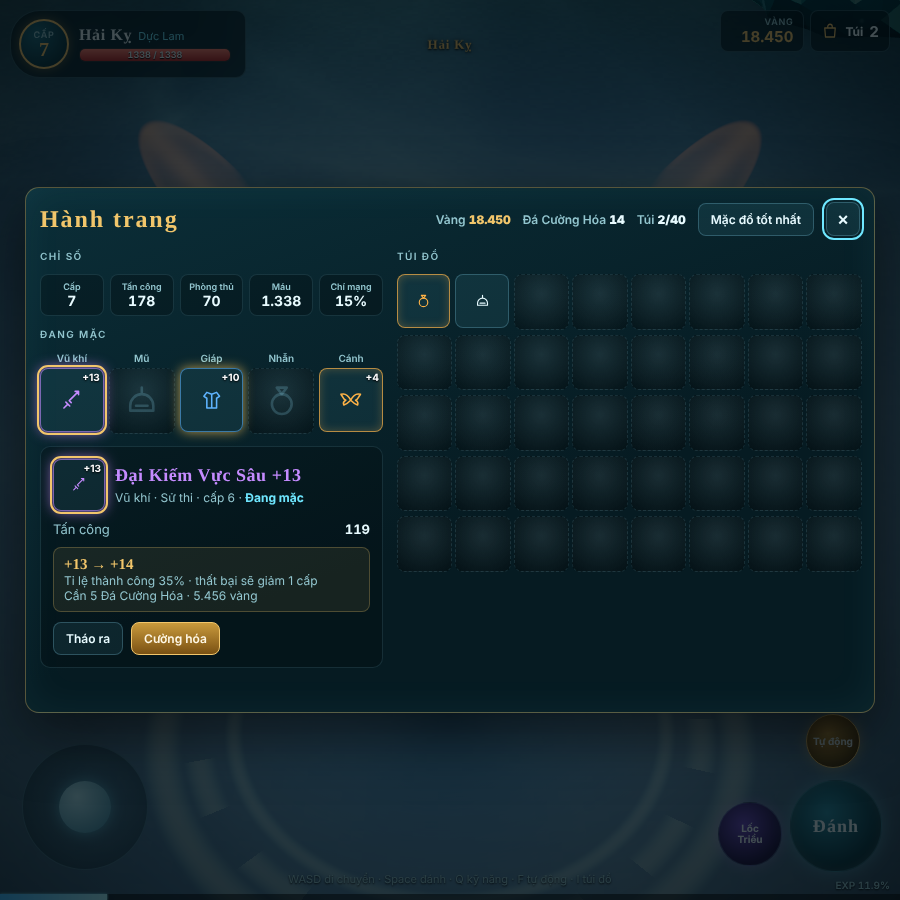 CẤP
7
Hải Kỵ Dực Lam
1338 / 1338
Hải Kỵ
VÀNG
18.450
Túi 2
Hành trang
Vàng 18.450 Đá Cường Hóa 14 Túi 2/40
Mặc đồ tốt nhất
×
CHỈ SỐ
Cấp
7
Tấn công
178
Phòng thủ
70
Máu
1.338
Chí mạng
15%
ĐANG MẶC
Vũ khí
+13
Mũ
Giáp
+10
Nhẫn
Cánh
+4
+13
Đại Kiếm Vực Sâu +13
Vũ khí · Sử thi · cấp 6 · Đang mặc
Tấn công 119
+13 → +14
Tỉ lệ thành công 35% · thất bại sẽ giảm 1 cấp
Cần 5 Đá Cường Hóa · 5.456 vàng
Tháo ra
Cường hóa
TÚI ĐỒ
Tự động
Lốc
Triều
Đánh
WASD di chuyển · Space đánh · Q kỹ năng · F tự động · I túi đồ
EXP 11.9%